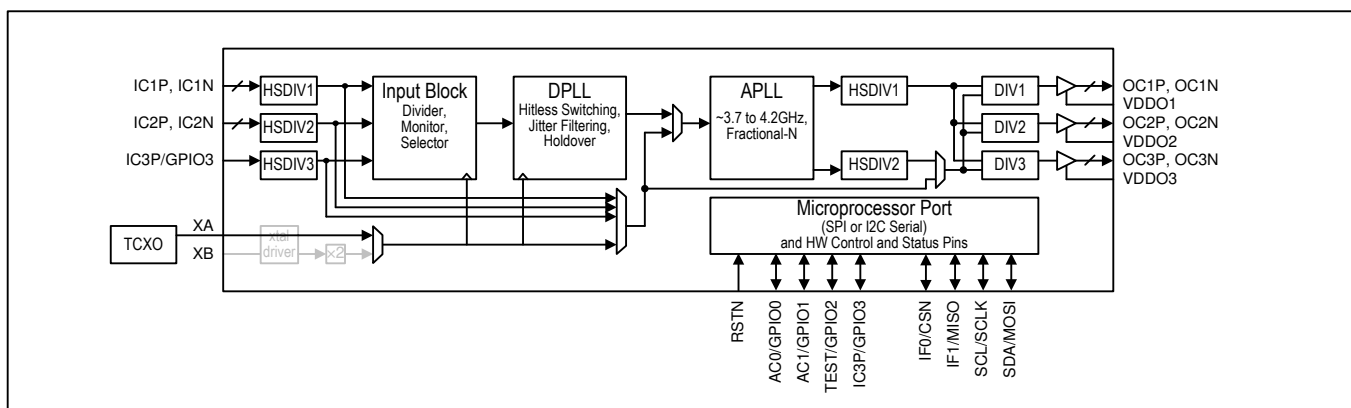 IC1P, IC1N
HSDIV1
IC2P, IC2N
HSDIV2
IC3P/GPIO3
HSDIV3
Input Block
Divider,
Monitor,
Selector
DPLL
Hitless Switching,
Jitter Filtering,
Holdover
APLL
~3.7 to 4.2GHz,
Fractional-N
HSDIV1
HSDIV2
DIV1
DIV2
DIV3
OC1P, OC1N
VDDO1
OC2P, OC2N
VDDO2
OC3P, OC3N
VDDO3
TCXO
XA
XB
xtal
driver
×2
Microprocessor Port
(SPI or I2C Serial)
and HW Control and Status Pins
RSTN
AC0/GPIO0
AC1/GPIO1
TEST/GPIO2
IC3P/GPIO3
IF0/CSN
IF1/MISO
SCL/SCLK
SDA/MOSI